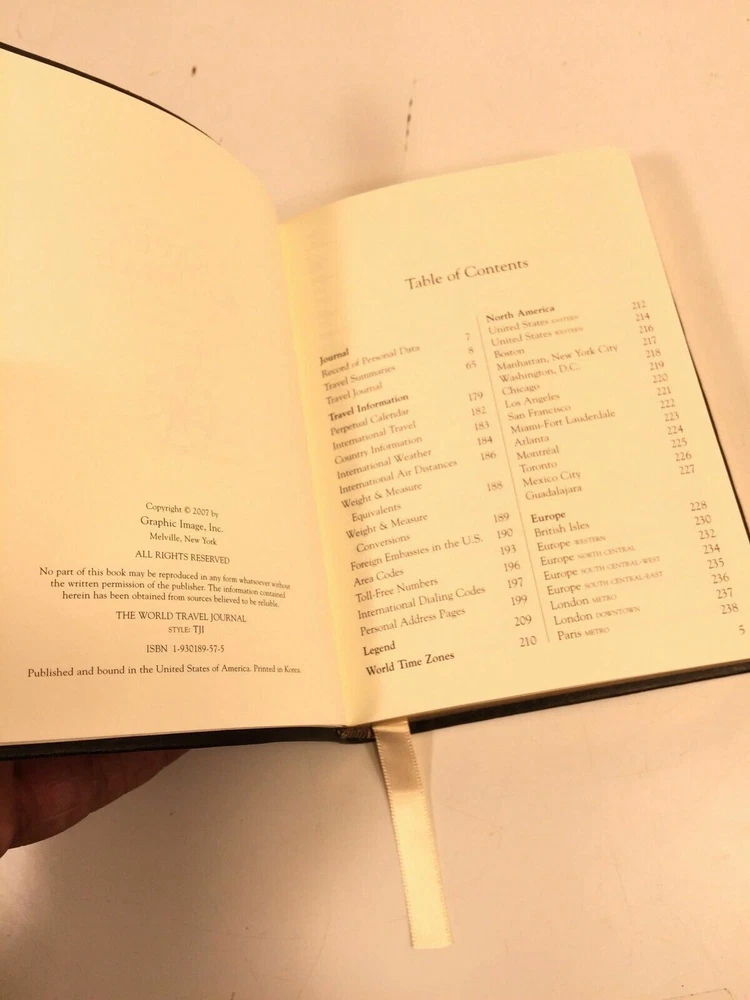 Copyright © 2007 by
Graphic Image, Inc.
Melville, New York
ALL RIGHTS RESERVED
No part of this book may be reproduced in any form whatsoever without
the written permission of the publisher. The information contained
herein has been obtained from sources believed to be reliable.
THE WORLD TRAVEL JOURNAL
STYLE: TJI
ISBN 1-930189-57-5
Published and bound in the United States of America. Printed in Korea.
Table of Contents
Journal
Record of Personal Data 7
Travel Summaries 8
Travel Journal 65
Travel Information
Perpetual Calendar 179
International Travel 182
Country Information 183
International Weather 184
International Air Distances 186
Weight & Measure
Equivalents 188
Weight & Measure
Conversions 189
Foreign Embassies in the U.S. 190
Area Codes 193
Toll-Free Numbers 196
International Dialing Codes 197
Personal Address Pages 199
Legend 209
World Time Zones 210
North America
United States EASTERN 212
United States WESTERN 214
Boston 216
Manhattan, New York City 217
Washington, D.C. 218
Chicago 219
Los Angeles 220
San Francisco 221
Miami-Fort Lauderdale 222
Atlanta 223
Montréal 224
Toronto 225
Mexico City 226
Guadalajara 227
Europe
British Isles 228
Europe WESTERN 230
Europe NORTH CENTRAL 232
Europe SOUTH CENTRAL-WEST 234
Europe SOUTH CENTRAL-EAST 235
London METRO 236
London DOWNTOWN 237
Paris METRO 238
5